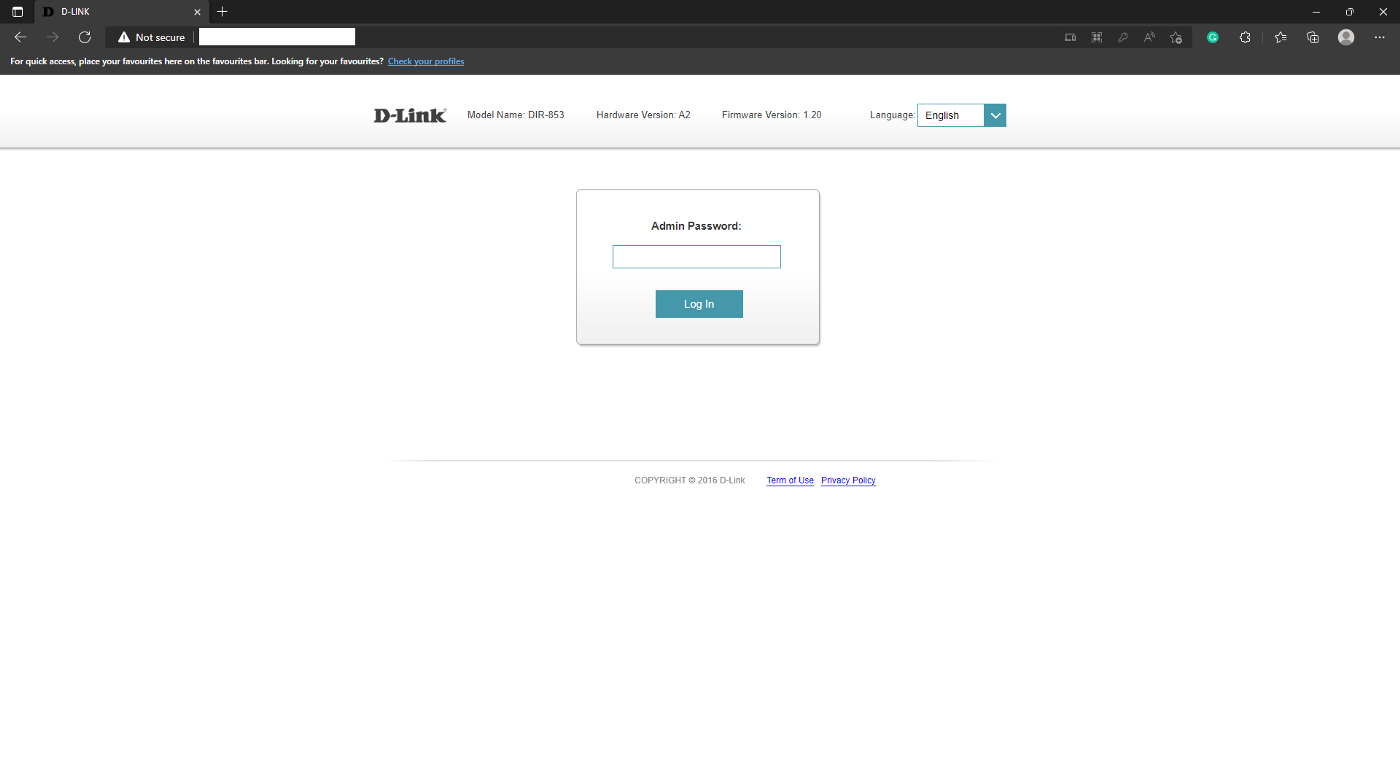 D-LINK
Not secure
For quick access, place your favourites here on the favourites bar. Looking for your favourites? Check your profiles
D-Link Model Name: DIR-853 Hardware Version: A2 Firmware Version: 1.20 Language: English
Admin Password:
Log In
COPYRIGHT © 2016 D-Link Term of Use Privacy Policy